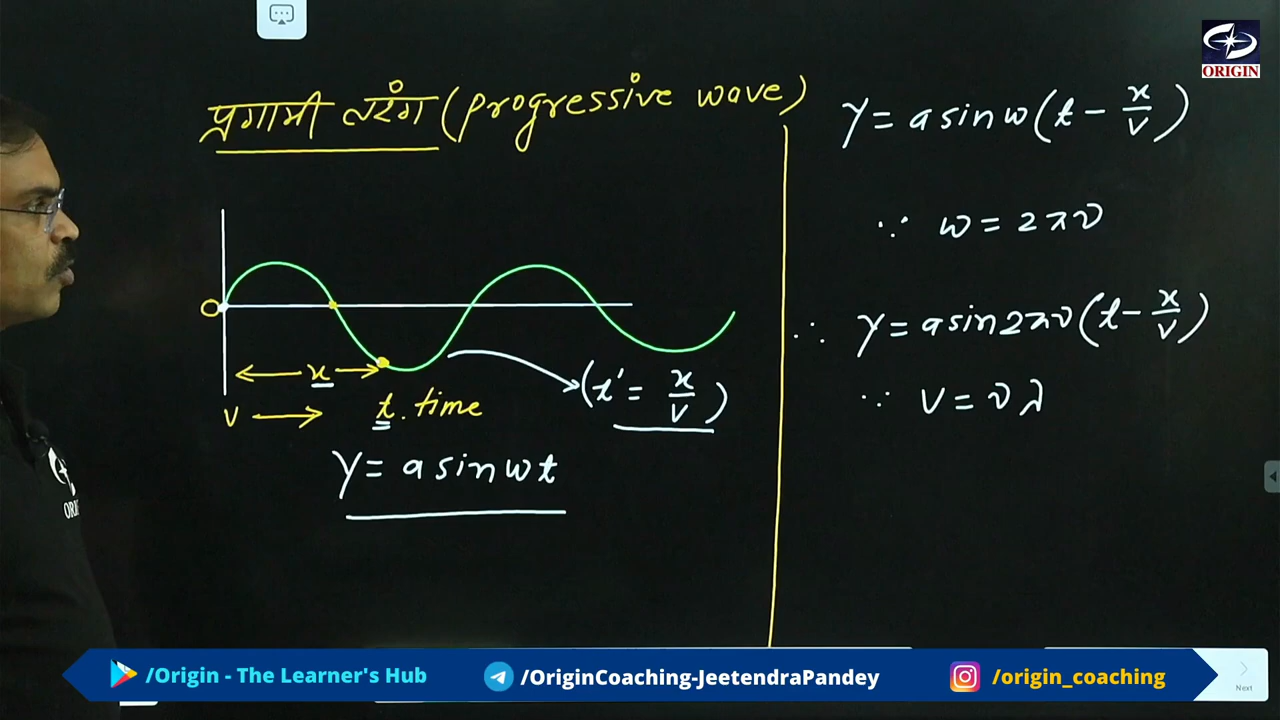 ORIGIN
प्रगामी तरंग (progressive wave)
O
x
v →
t. time
(t' = x/v)
y = a sin ωt
y = a sin ω(t - x/v)
∵ ω = 2πν
∴ y = a sin 2πν(t - x/v)
∵ v = νλ
ORIGIN
/Origin - The Learner's Hub
/OriginCoaching-JeetendraPandey
/origin_coaching
Next